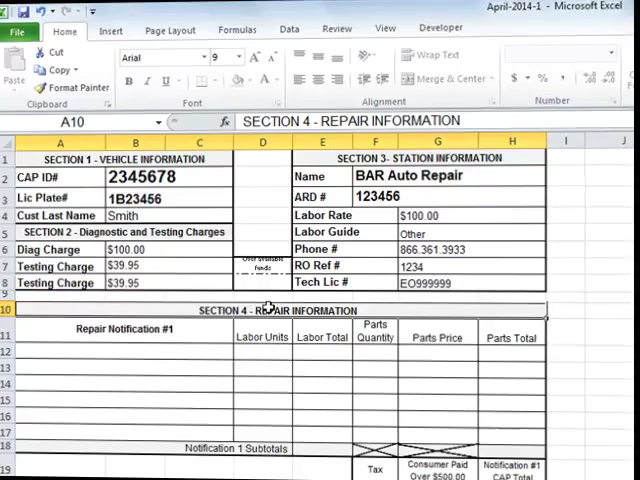 April-2014-1 - Microsoft Excel
File Home Insert Page Layout Formulas Data Review View Developer
Cut
Copy
Format Painter
Paste
Arial 9
Wrap Text
Merge & Center
Clipboard Font Alignment Number
A10 fx SECTION 4 - REPAIR INFORMATION
A B C D E F G H I J
1 SECTION 1 - VEHICLE INFORMATION SECTION 3- STATION INFORMATION
2 CAP ID# 2345678 Name BAR Auto Repair
3 Lic Plate# 1B23456 ARD # 123456
4 Cust Last Name Smith Labor Rate $100.00
5 SECTION 2 - Diagnostic and Testing Charges Labor Guide Other
6 Diag Charge $100.00 Phone # 866.361.3933
7 Testing Charge $39.95 Over available funds RO Ref # 1234
8 Testing Charge $39.95 Tech Lic # EO999999
9
10 SECTION 4 - REPAIR INFORMATION
11 Repair Notification #1 Labor Units Labor Total Parts Quantity Parts Price Parts Total
12
13
14
15
16
17
18 Notification 1 Subtotals
19 Tax Consumer Paid Over $500.00 Notification #1 CAP Total